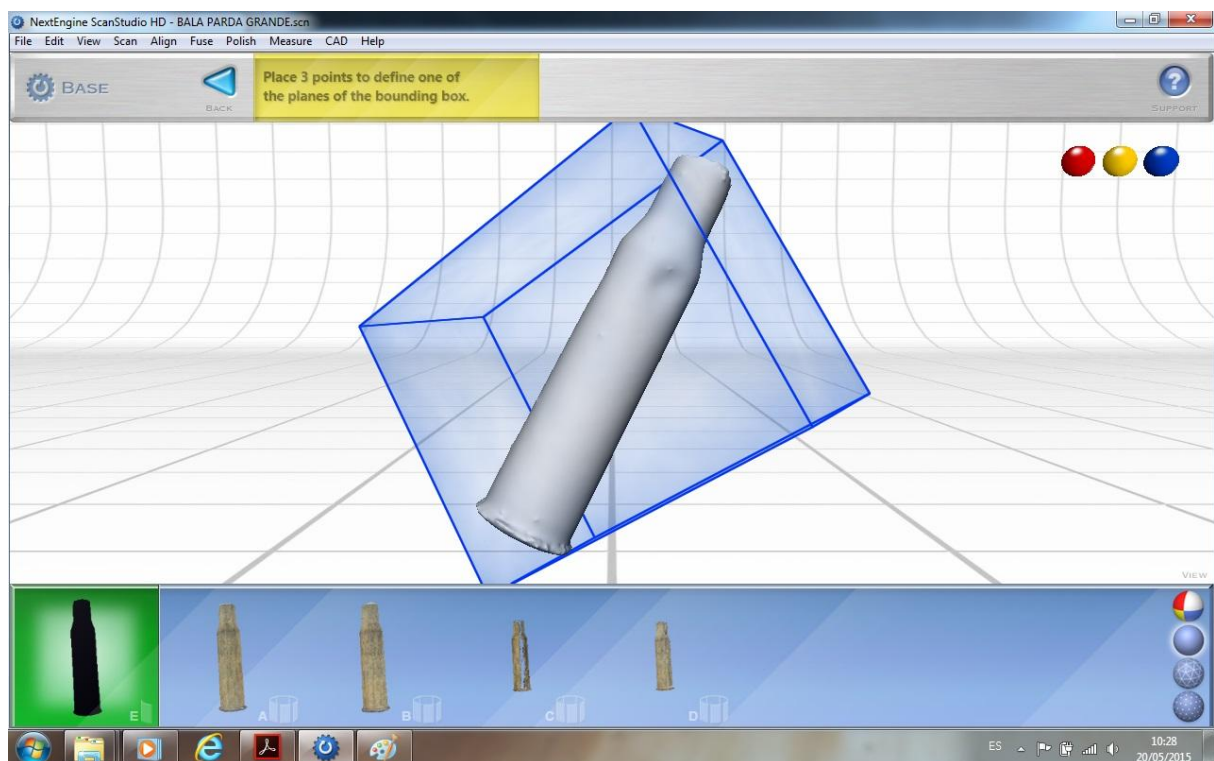 NextEngine ScanStudio HD - BALA PARDA GRANDE.scn
File Edit View Scan Align Fuse Polish Measure CAD Help
BASE
BACK
Place 3 points to define one of
the planes of the bounding box.
SUPPORT
VIEW
E
A
B
C
D
ES
10:28
20/05/2015